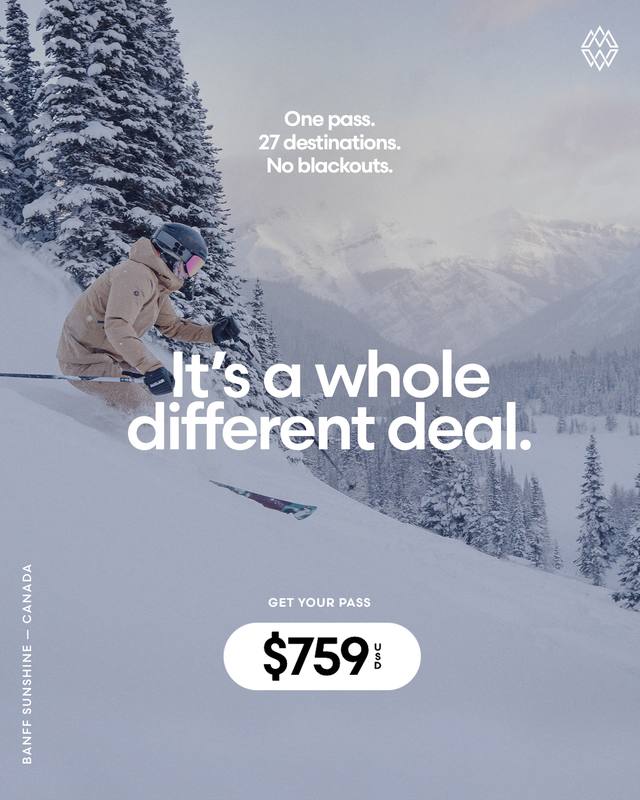 One pass.
27 destinations.
No blackouts.
It's a whole
different deal.
GET YOUR PASS
$759 USD
BANFF SUNSHINE — CANADA